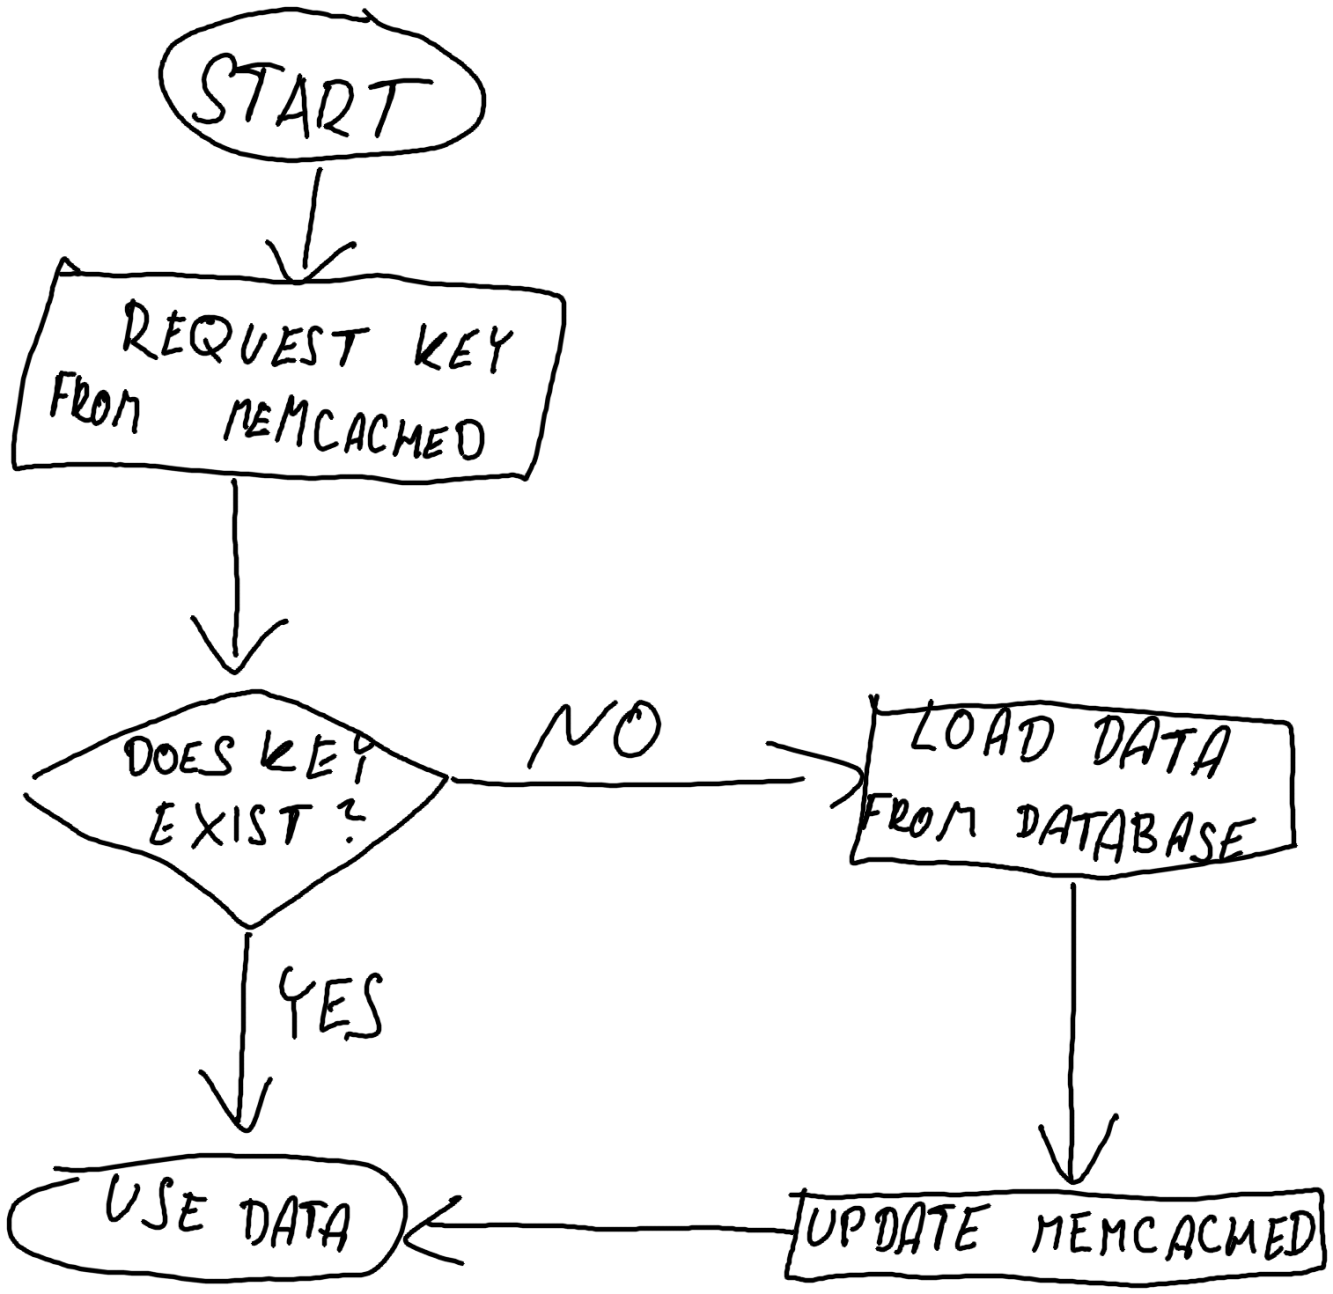 START
REQUEST KEY
FROM MEMCACHED
DOES KEY
EXIST?
NO
LOAD DATA
FROM DATABASE
YES
USE DATA
UPDATE MEMCACHED